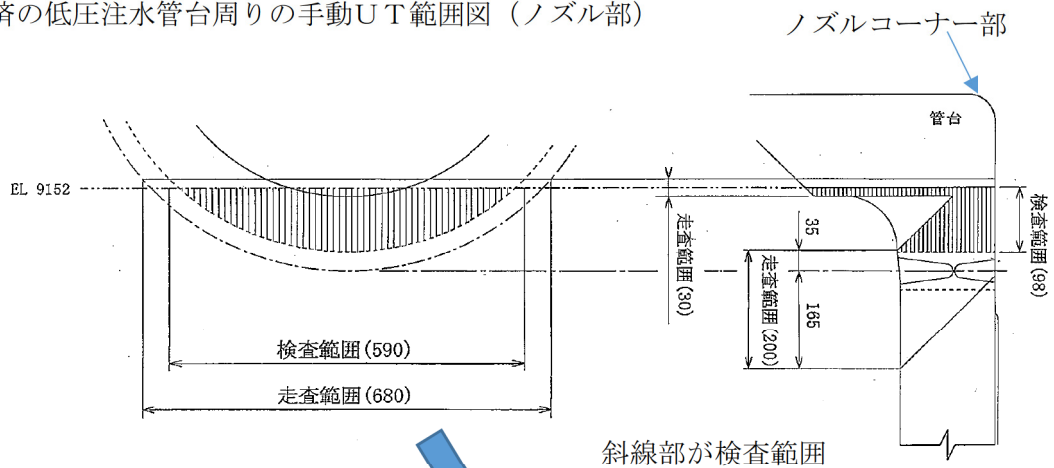 済の低圧注水管台周りの手動ＵＴ範囲図（ノズル部）
ノズルコーナー部
管台
EL 9152
検査範囲(98)
走査範囲(30)
35
走査範囲(200)
165
検査範囲(590)
走査範囲(680)
斜線部が検査範囲